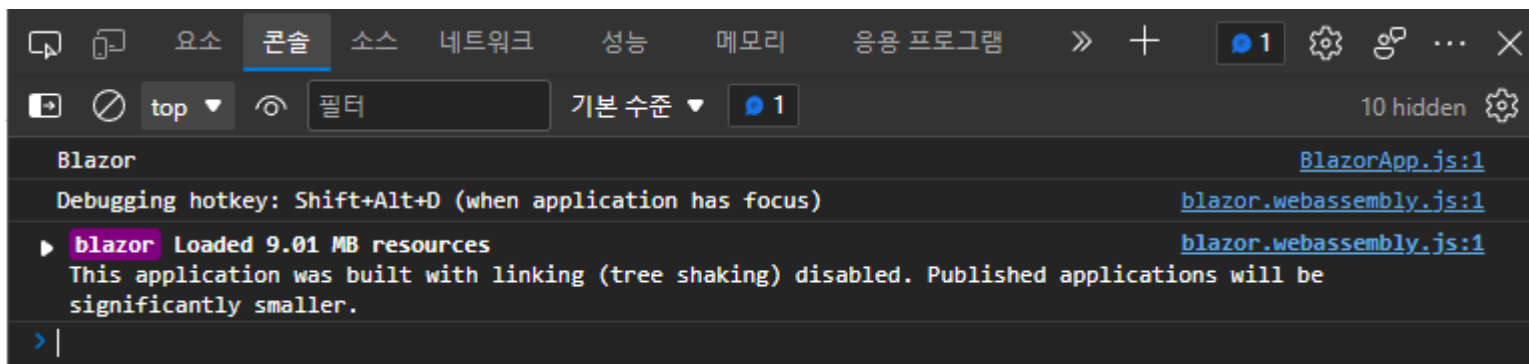 요소 콘솔 소스 네트워크 성능 메모리 응용 프로그램 1
top 필터 기본 수준 1 10 hidden
Blazor BlazorApp.js:1
Debugging hotkey: Shift+Alt+D (when application has focus) blazor.webassembly.js:1
blazor Loaded 9.01 MB resources blazor.webassembly.js:1
This application was built with linking (tree shaking) disabled. Published applications will be
significantly smaller.